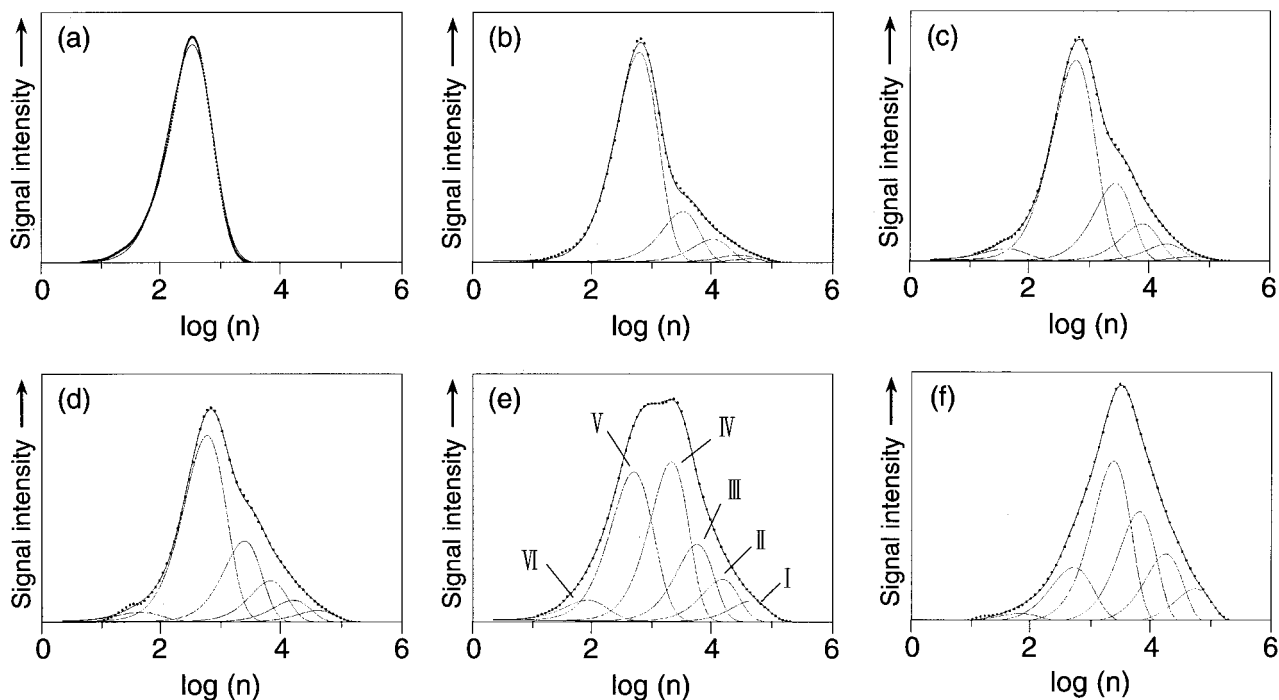 (a)
Signal intensity
0 2 4 6
log (n)
(b)
Signal intensity
0 2 4 6
log (n)
(c)
Signal intensity
0 2 4 6
log (n)
(d)
Signal intensity
0 2 4 6
log (n)
(e)
Signal intensity
Ⅴ
Ⅳ
Ⅲ
Ⅵ
Ⅱ
Ⅰ
0 2 4 6
log (n)
(f)
Signal intensity
0 2 4 6
log (n)